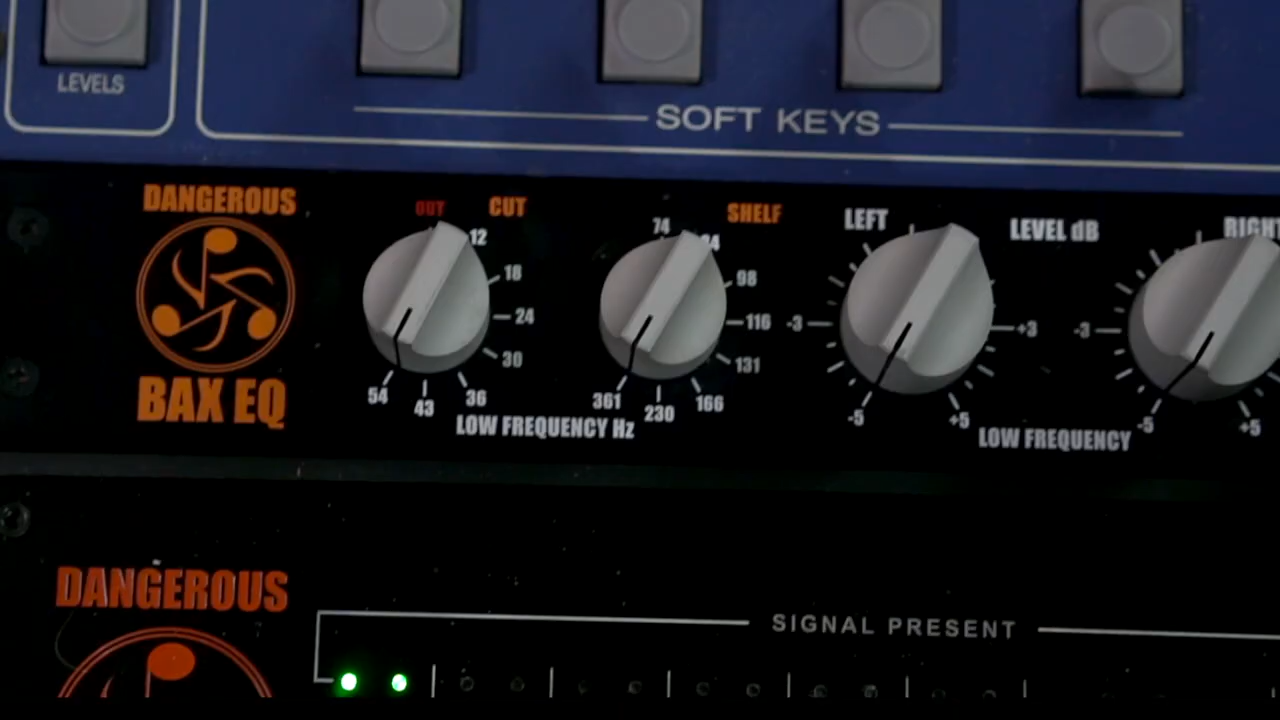 LEVELS
SOFT KEYS
DANGEROUS
BAX EQ
OUT
CUT
12
18
24
30
36
43
54
SHELF
74
84
98
116
131
166
230
361
LOW FREQUENCY Hz
LEFT
LEVEL dB
RIGHT
-3
+3
-3
-5
+5
-5
+5
LOW FREQUENCY
DANGEROUS
SIGNAL PRESENT